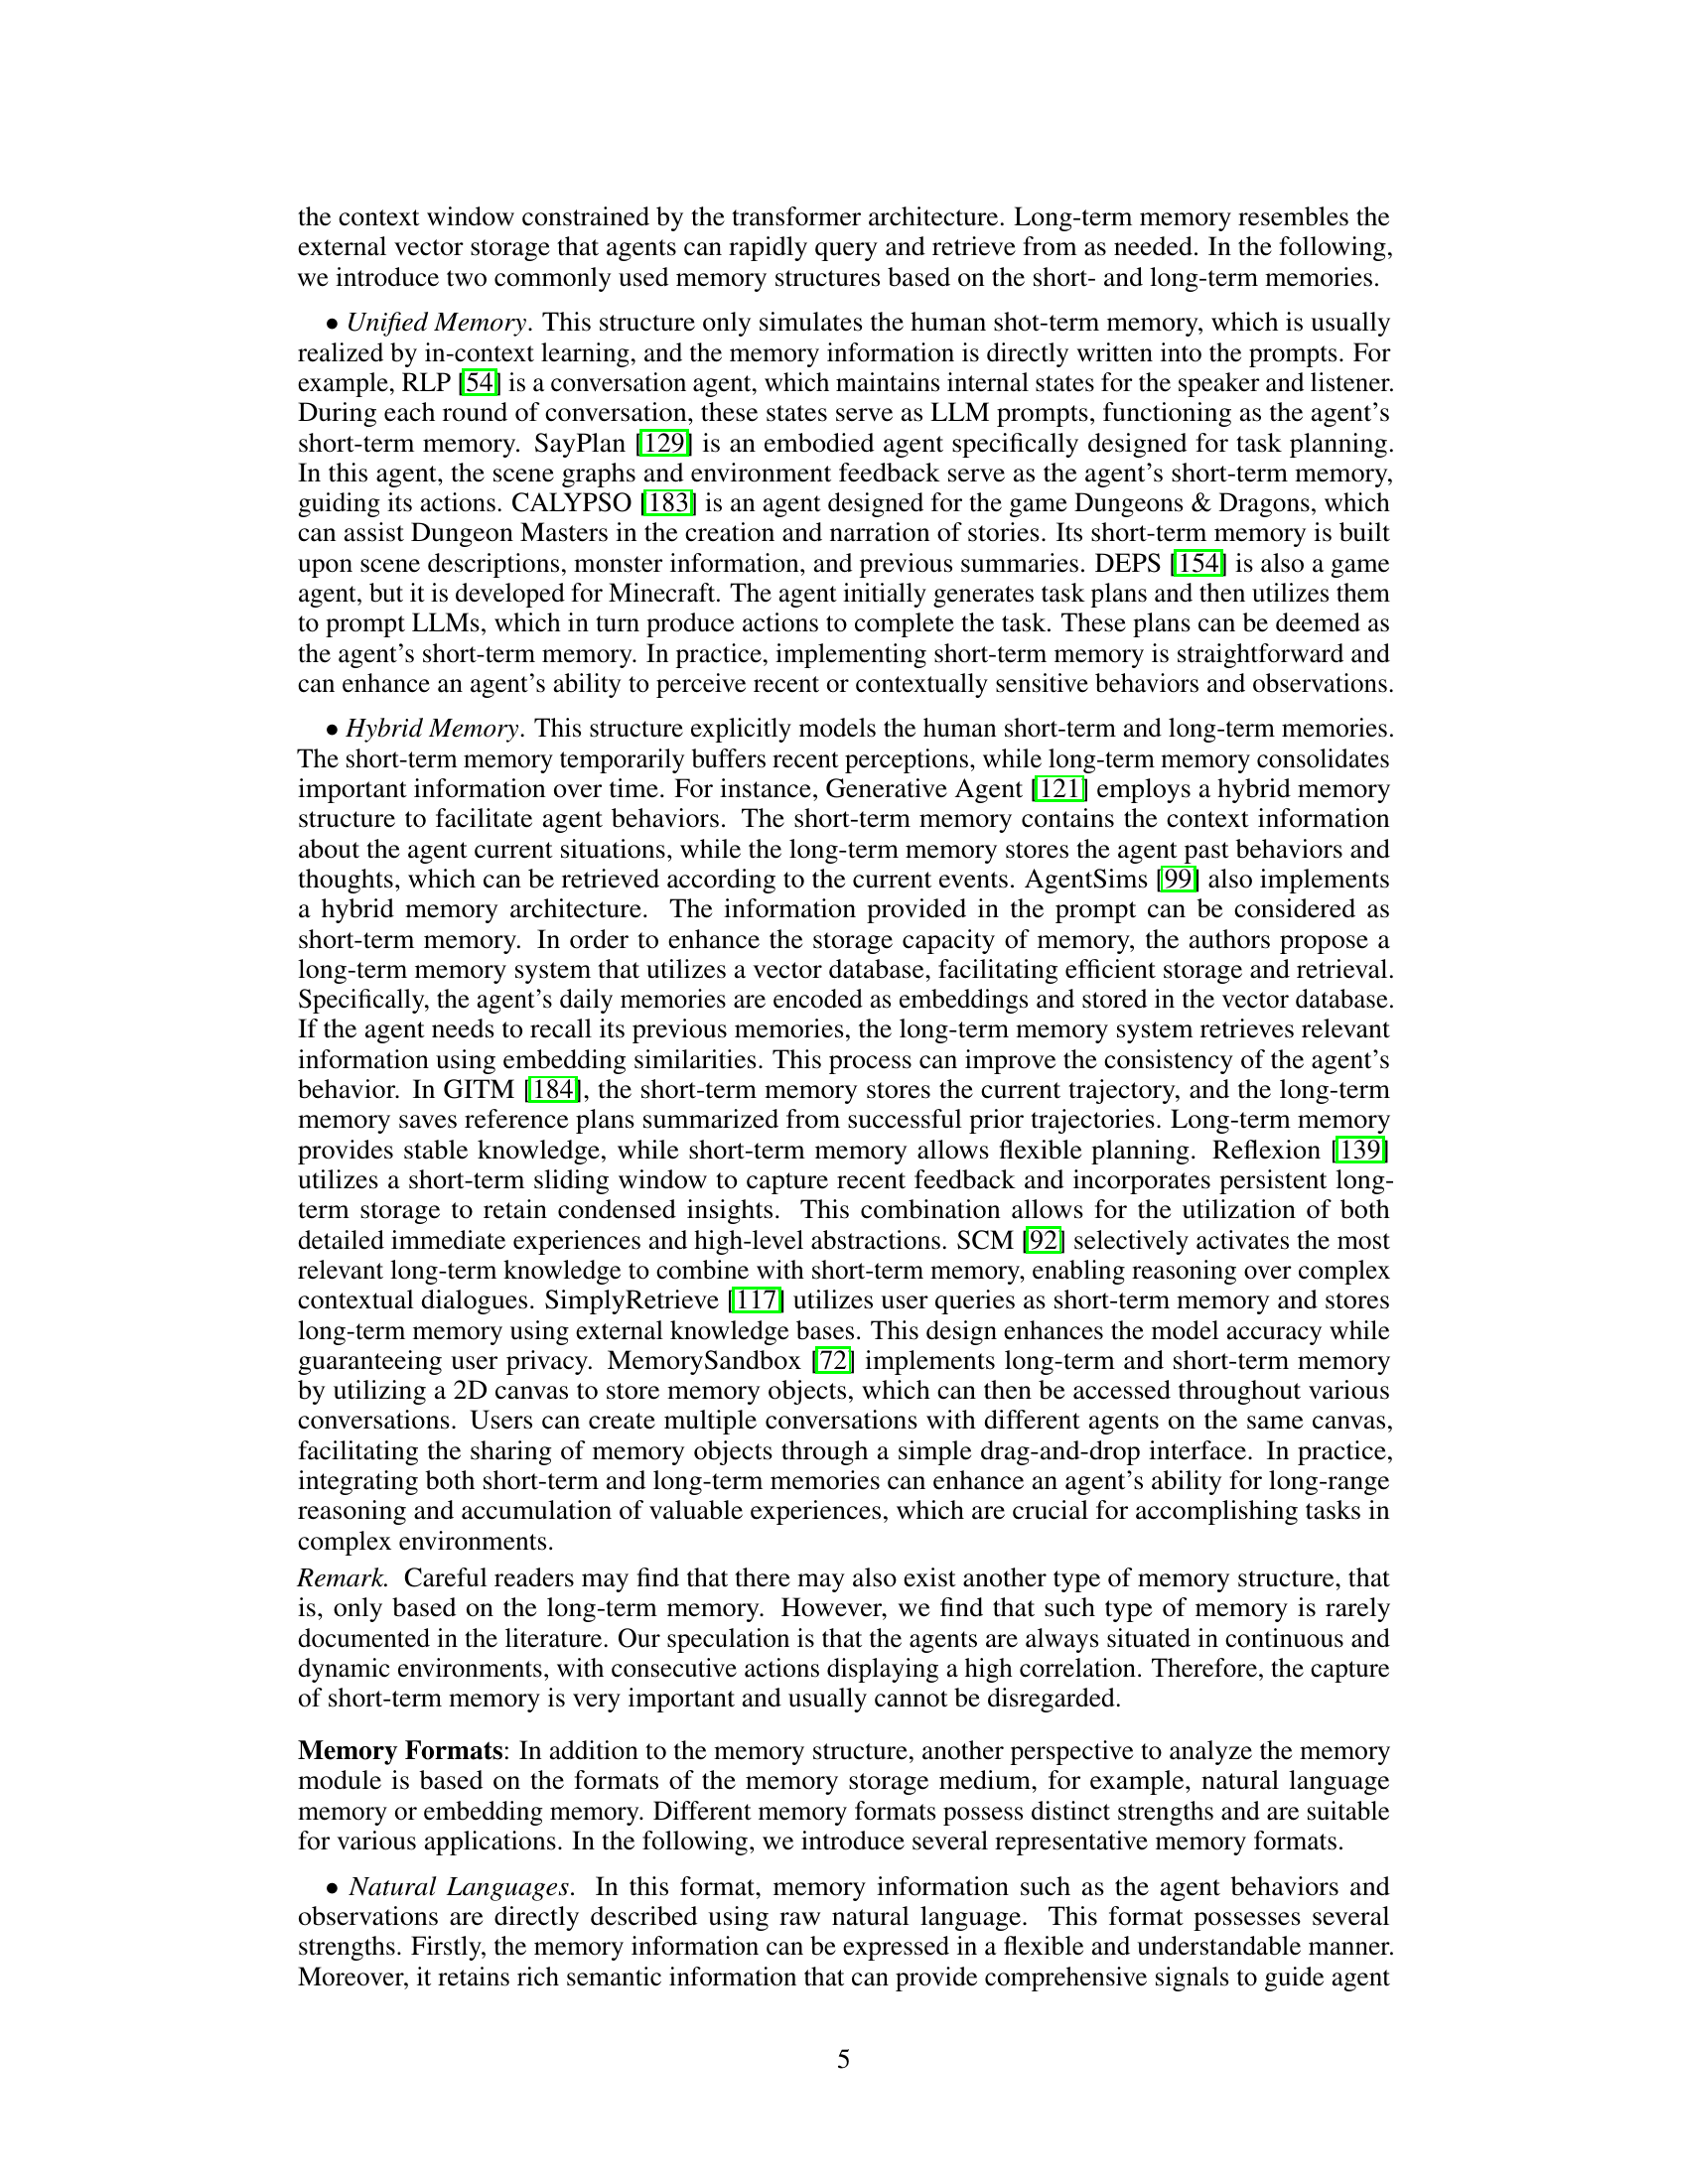 the context window constrained by the transformer architecture. Long-term memory resembles the
external vector storage that agents can rapidly query and retrieve from as needed. In the following,
we introduce two commonly used memory structures based on the short- and long-term memories.
• Unified Memory. This structure only simulates the human shot-term memory, which is usually
realized by in-context learning, and the memory information is directly written into the prompts. For
example, RLP [54] is a conversation agent, which maintains internal states for the speaker and listener.
During each round of conversation, these states serve as LLM prompts, functioning as the agent's
short-term memory. SayPlan [129] is an embodied agent specifically designed for task planning.
In this agent, the scene graphs and environment feedback serve as the agent's short-term memory,
guiding its actions. CALYPSO [183] is an agent designed for the game Dungeons & Dragons, which
can assist Dungeon Masters in the creation and narration of stories. Its short-term memory is built
upon scene descriptions, monster information, and previous summaries. DEPS [154] is also a game
agent, but it is developed for Minecraft. The agent initially generates task plans and then utilizes them
to prompt LLMs, which in turn produce actions to complete the task. These plans can be deemed as
the agent's short-term memory. In practice, implementing short-term memory is straightforward and
can enhance an agent's ability to perceive recent or contextually sensitive behaviors and observations.
• Hybrid Memory. This structure explicitly models the human short-term and long-term memories.
The short-term memory temporarily buffers recent perceptions, while long-term memory consolidates
important information over time. For instance, Generative Agent [121] employs a hybrid memory
structure to facilitate agent behaviors. The short-term memory contains the context information
about the agent current situations, while the long-term memory stores the agent past behaviors and
thoughts, which can be retrieved according to the current events. AgentSims [99] also implements
a hybrid memory architecture. The information provided in the prompt can be considered as
short-term memory. In order to enhance the storage capacity of memory, the authors propose a
long-term memory system that utilizes a vector database, facilitating efficient storage and retrieval.
Specifically, the agent's daily memories are encoded as embeddings and stored in the vector database.
If the agent needs to recall its previous memories, the long-term memory system retrieves relevant
information using embedding similarities. This process can improve the consistency of the agent's
behavior. In GITM [184], the short-term memory stores the current trajectory, and the long-term
memory saves reference plans summarized from successful prior trajectories. Long-term memory
provides stable knowledge, while short-term memory allows flexible planning. Reflexion [139]
utilizes a short-term sliding window to capture recent feedback and incorporates persistent long-
term storage to retain condensed insights. This combination allows for the utilization of both
detailed immediate experiences and high-level abstractions. SCM [92] selectively activates the most
relevant long-term knowledge to combine with short-term memory, enabling reasoning over complex
contextual dialogues. SimplyRetrieve [117] utilizes user queries as short-term memory and stores
long-term memory using external knowledge bases. This design enhances the model accuracy while
guaranteeing user privacy. MemorySandbox [72] implements long-term and short-term memory
by utilizing a 2D canvas to store memory objects, which can then be accessed throughout various
conversations. Users can create multiple conversations with different agents on the same canvas,
facilitating the sharing of memory objects through a simple drag-and-drop interface. In practice,
integrating both short-term and long-term memories can enhance an agent's ability for long-range
reasoning and accumulation of valuable experiences, which are crucial for accomplishing tasks in
complex environments.
Remark. Careful readers may find that there may also exist another type of memory structure, that
is, only based on the long-term memory. However, we find that such type of memory is rarely
documented in the literature. Our speculation is that the agents are always situated in continuous and
dynamic environments, with consecutive actions displaying a high correlation. Therefore, the capture
of short-term memory is very important and usually cannot be disregarded.
Memory Formats: In addition to the memory structure, another perspective to analyze the memory
module is based on the formats of the memory storage medium, for example, natural language
memory or embedding memory. Different memory formats possess distinct strengths and are suitable
for various applications. In the following, we introduce several representative memory formats.
• Natural Languages. In this format, memory information such as the agent behaviors and
observations are directly described using raw natural language. This format possesses several
strengths. Firstly, the memory information can be expressed in a flexible and understandable manner.
Moreover, it retains rich semantic information that can provide comprehensive signals to guide agent
5